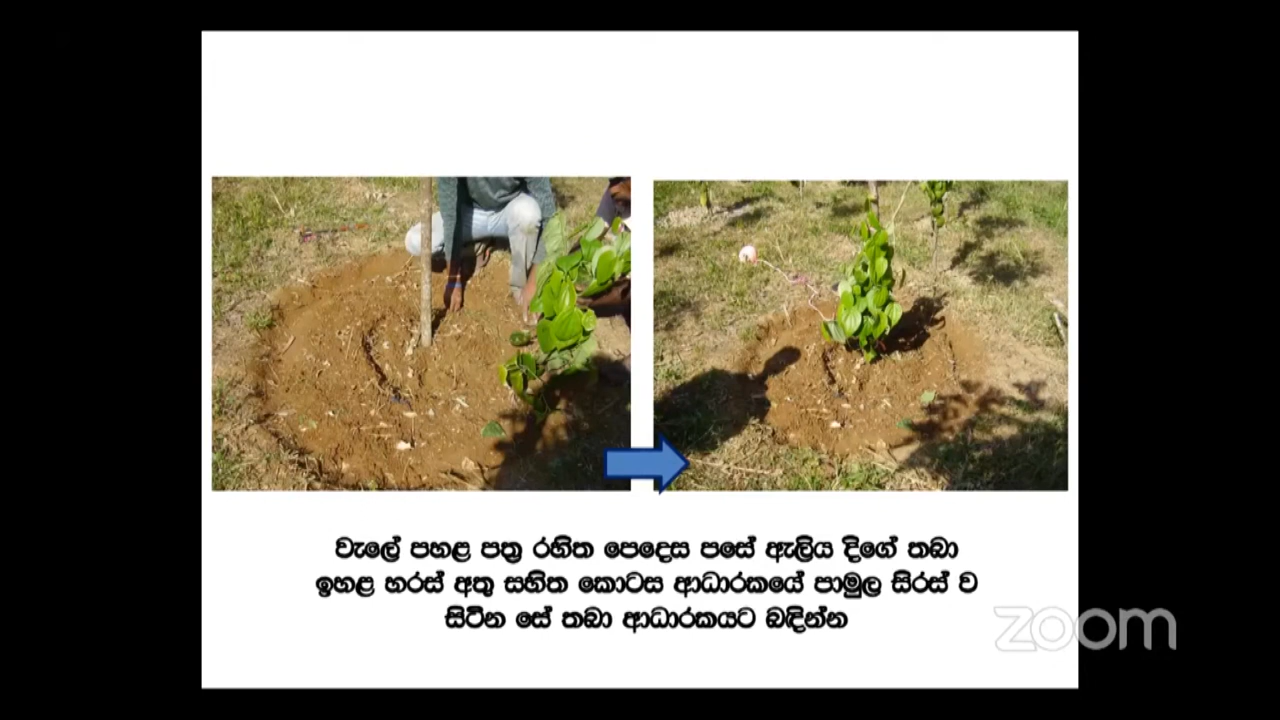 වැලේ පහළ පත්‍ර රහිත පෙදෙස පසේ ඇලිය දිගේ තබා
ඉහළ හරස් අතු සහිත කොටස ආධාරකයේ පාමුල සිරස් ව
සිටින සේ තබා ආධාරකයට බඳින්න
zoom